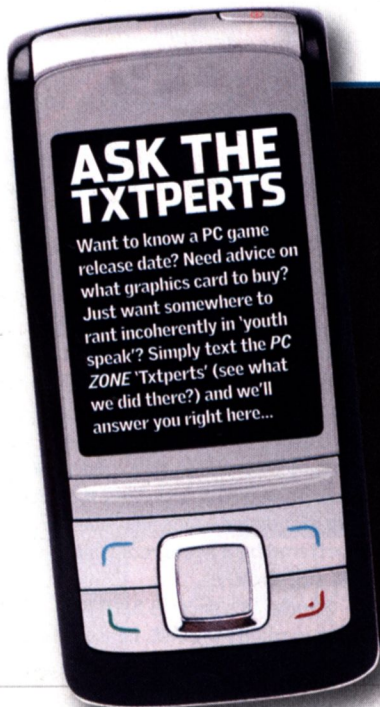 ASK THE
TXTPERTS
Want to know a PC game
release date? Need advice on
what graphics card to buy?
Just want somewhere to
rant incoherently in 'youth
speak'? Simply text the PC
ZONE 'Txtperts' (see what
we did there?) and we'll
answer you right here...